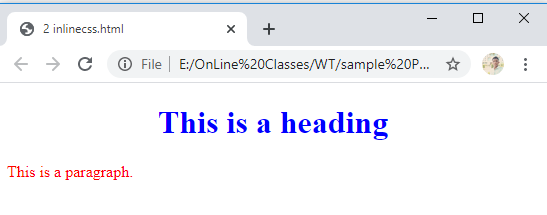 2 inlinecss.html
File | E:/OnLine%20Classes/WT/sample%20P...
This is a heading
This is a paragraph.